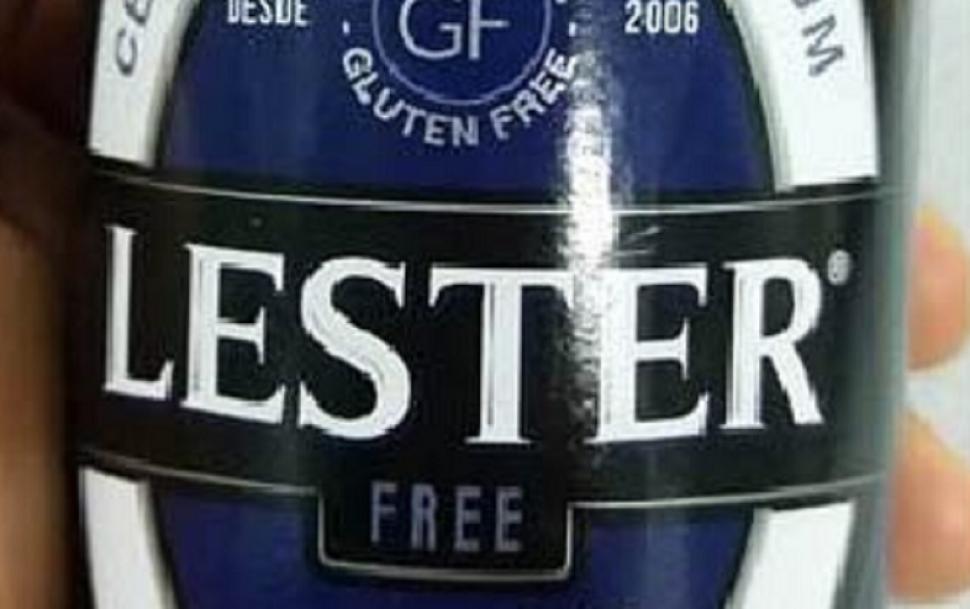 DESDE
GF
2006
GLUTEN FREE
LESTER®
FREE